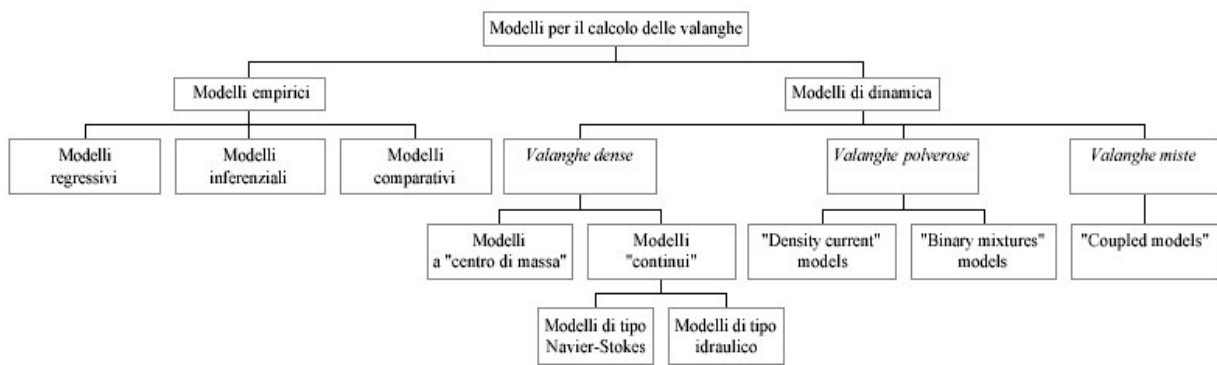 Modelli per il calcolo delle valanghe
Modelli empirici
Modelli di dinamica
Modelli
regressivi
Modelli
inferenziali
Modelli
comparativi
Valanghe dense
Valanghe polverose
Valanghe miste
Modelli
a "centro di massa"
Modelli
"continui"
"Density current"
models
"Binary mixtures"
models
"Coupled models"
Modelli di tipo
Navier-Stokes
Modelli di tipo
idraulico